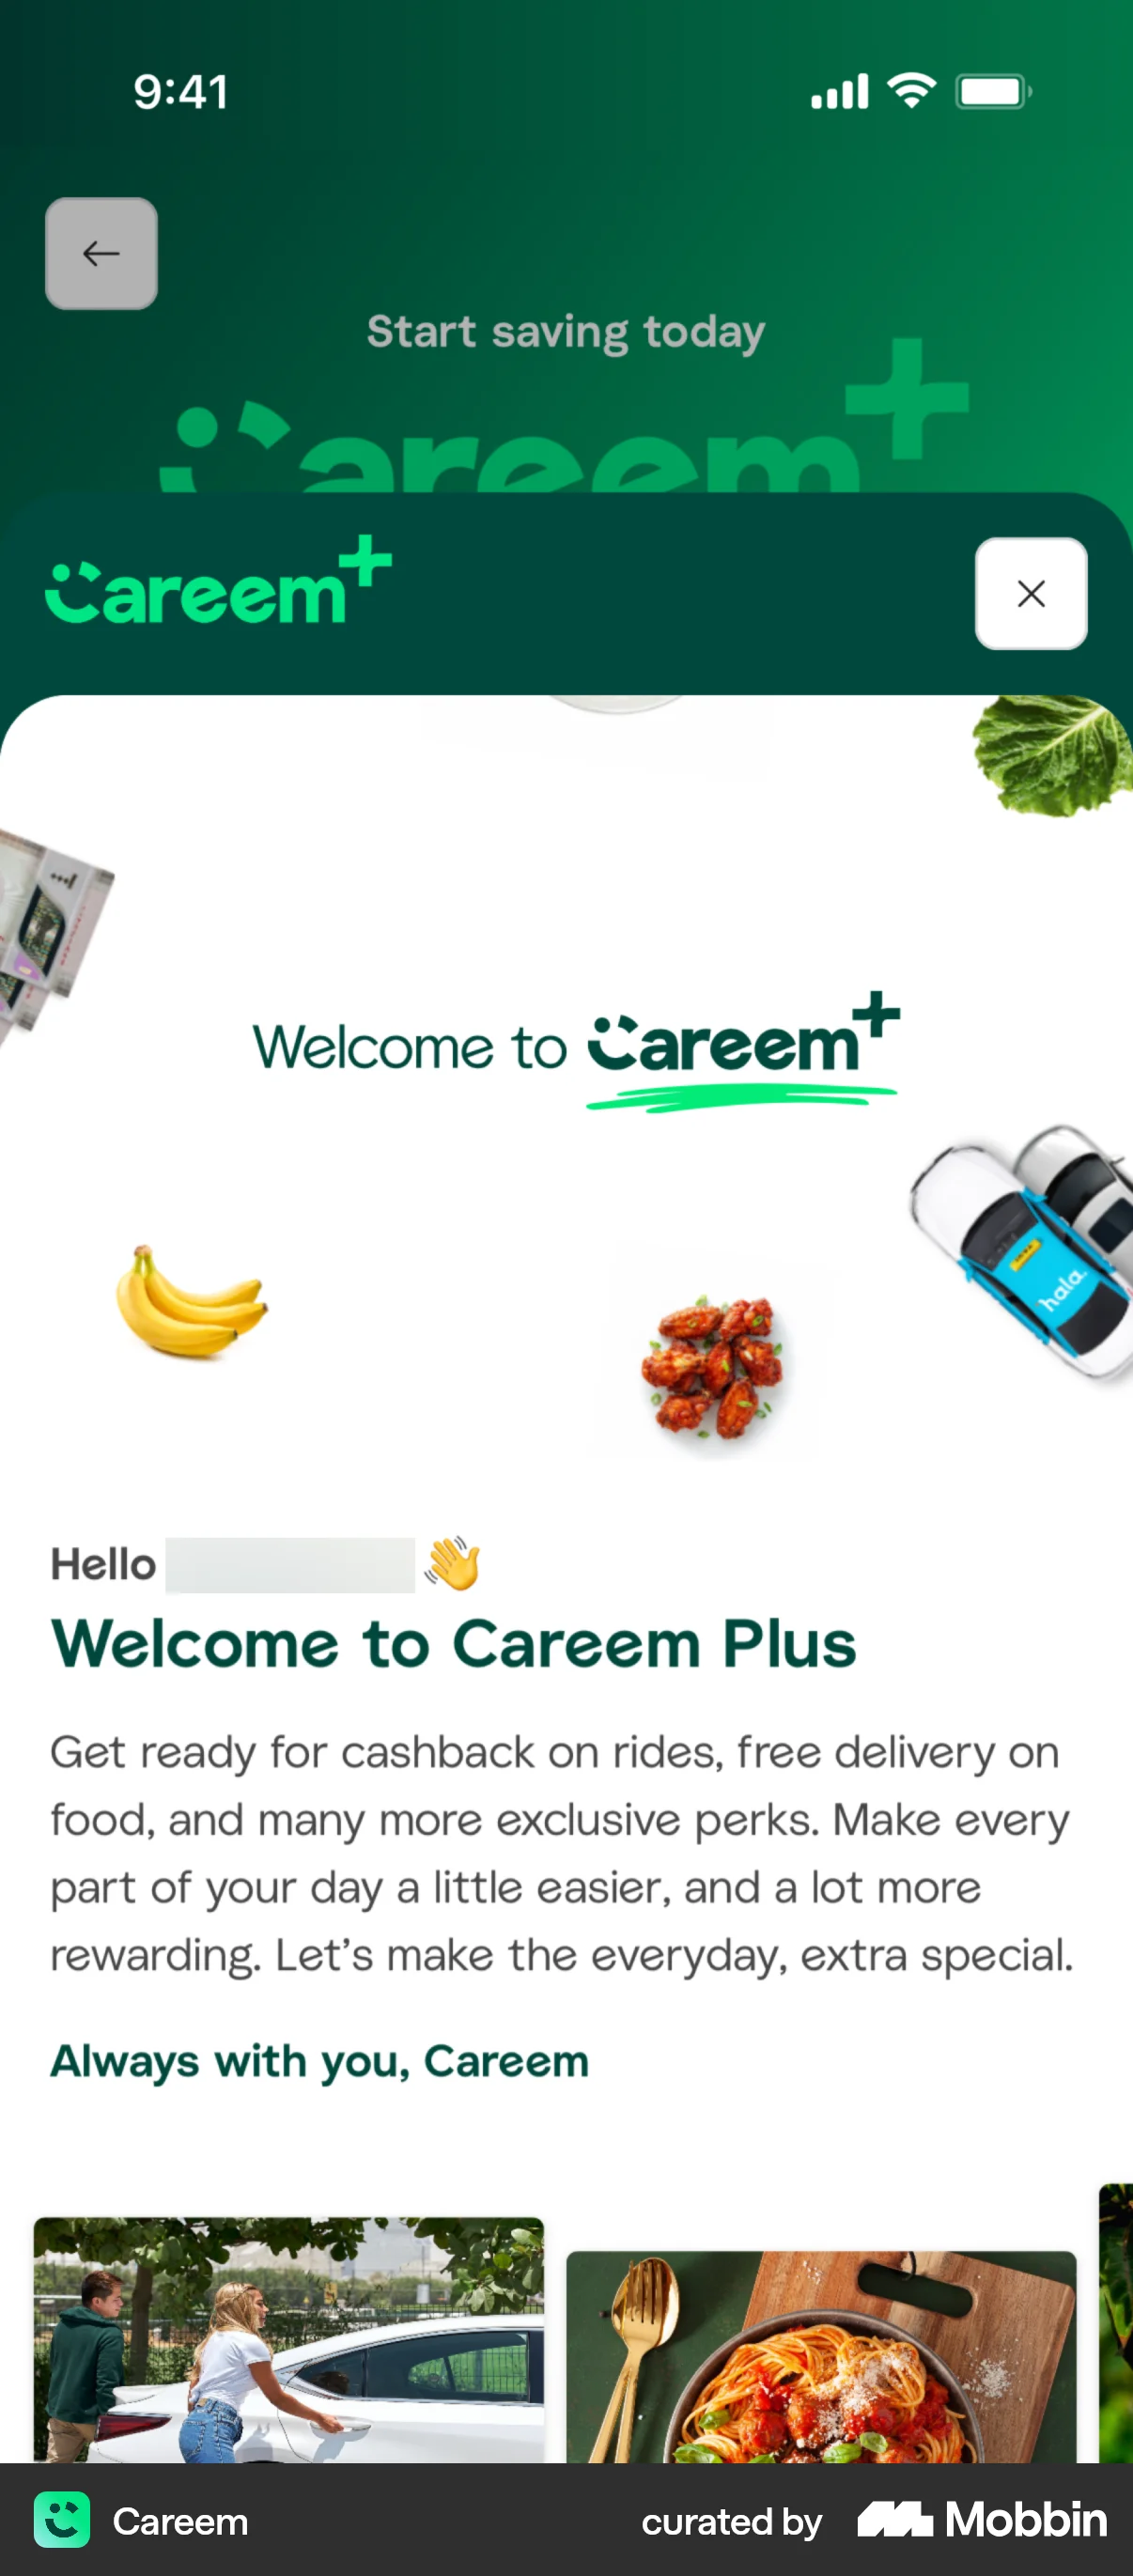 9:41
Start saving today
Careem+
Careem+
Welcome to Careem+
hala.
Hello 👋
Welcome to Careem Plus
Get ready for cashback on rides, free delivery on
food, and many more exclusive perks. Make every
part of your day a little easier, and a lot more
rewarding. Let’s make the everyday, extra special.
Always with you, Careem
Careem
curated by Mobbin